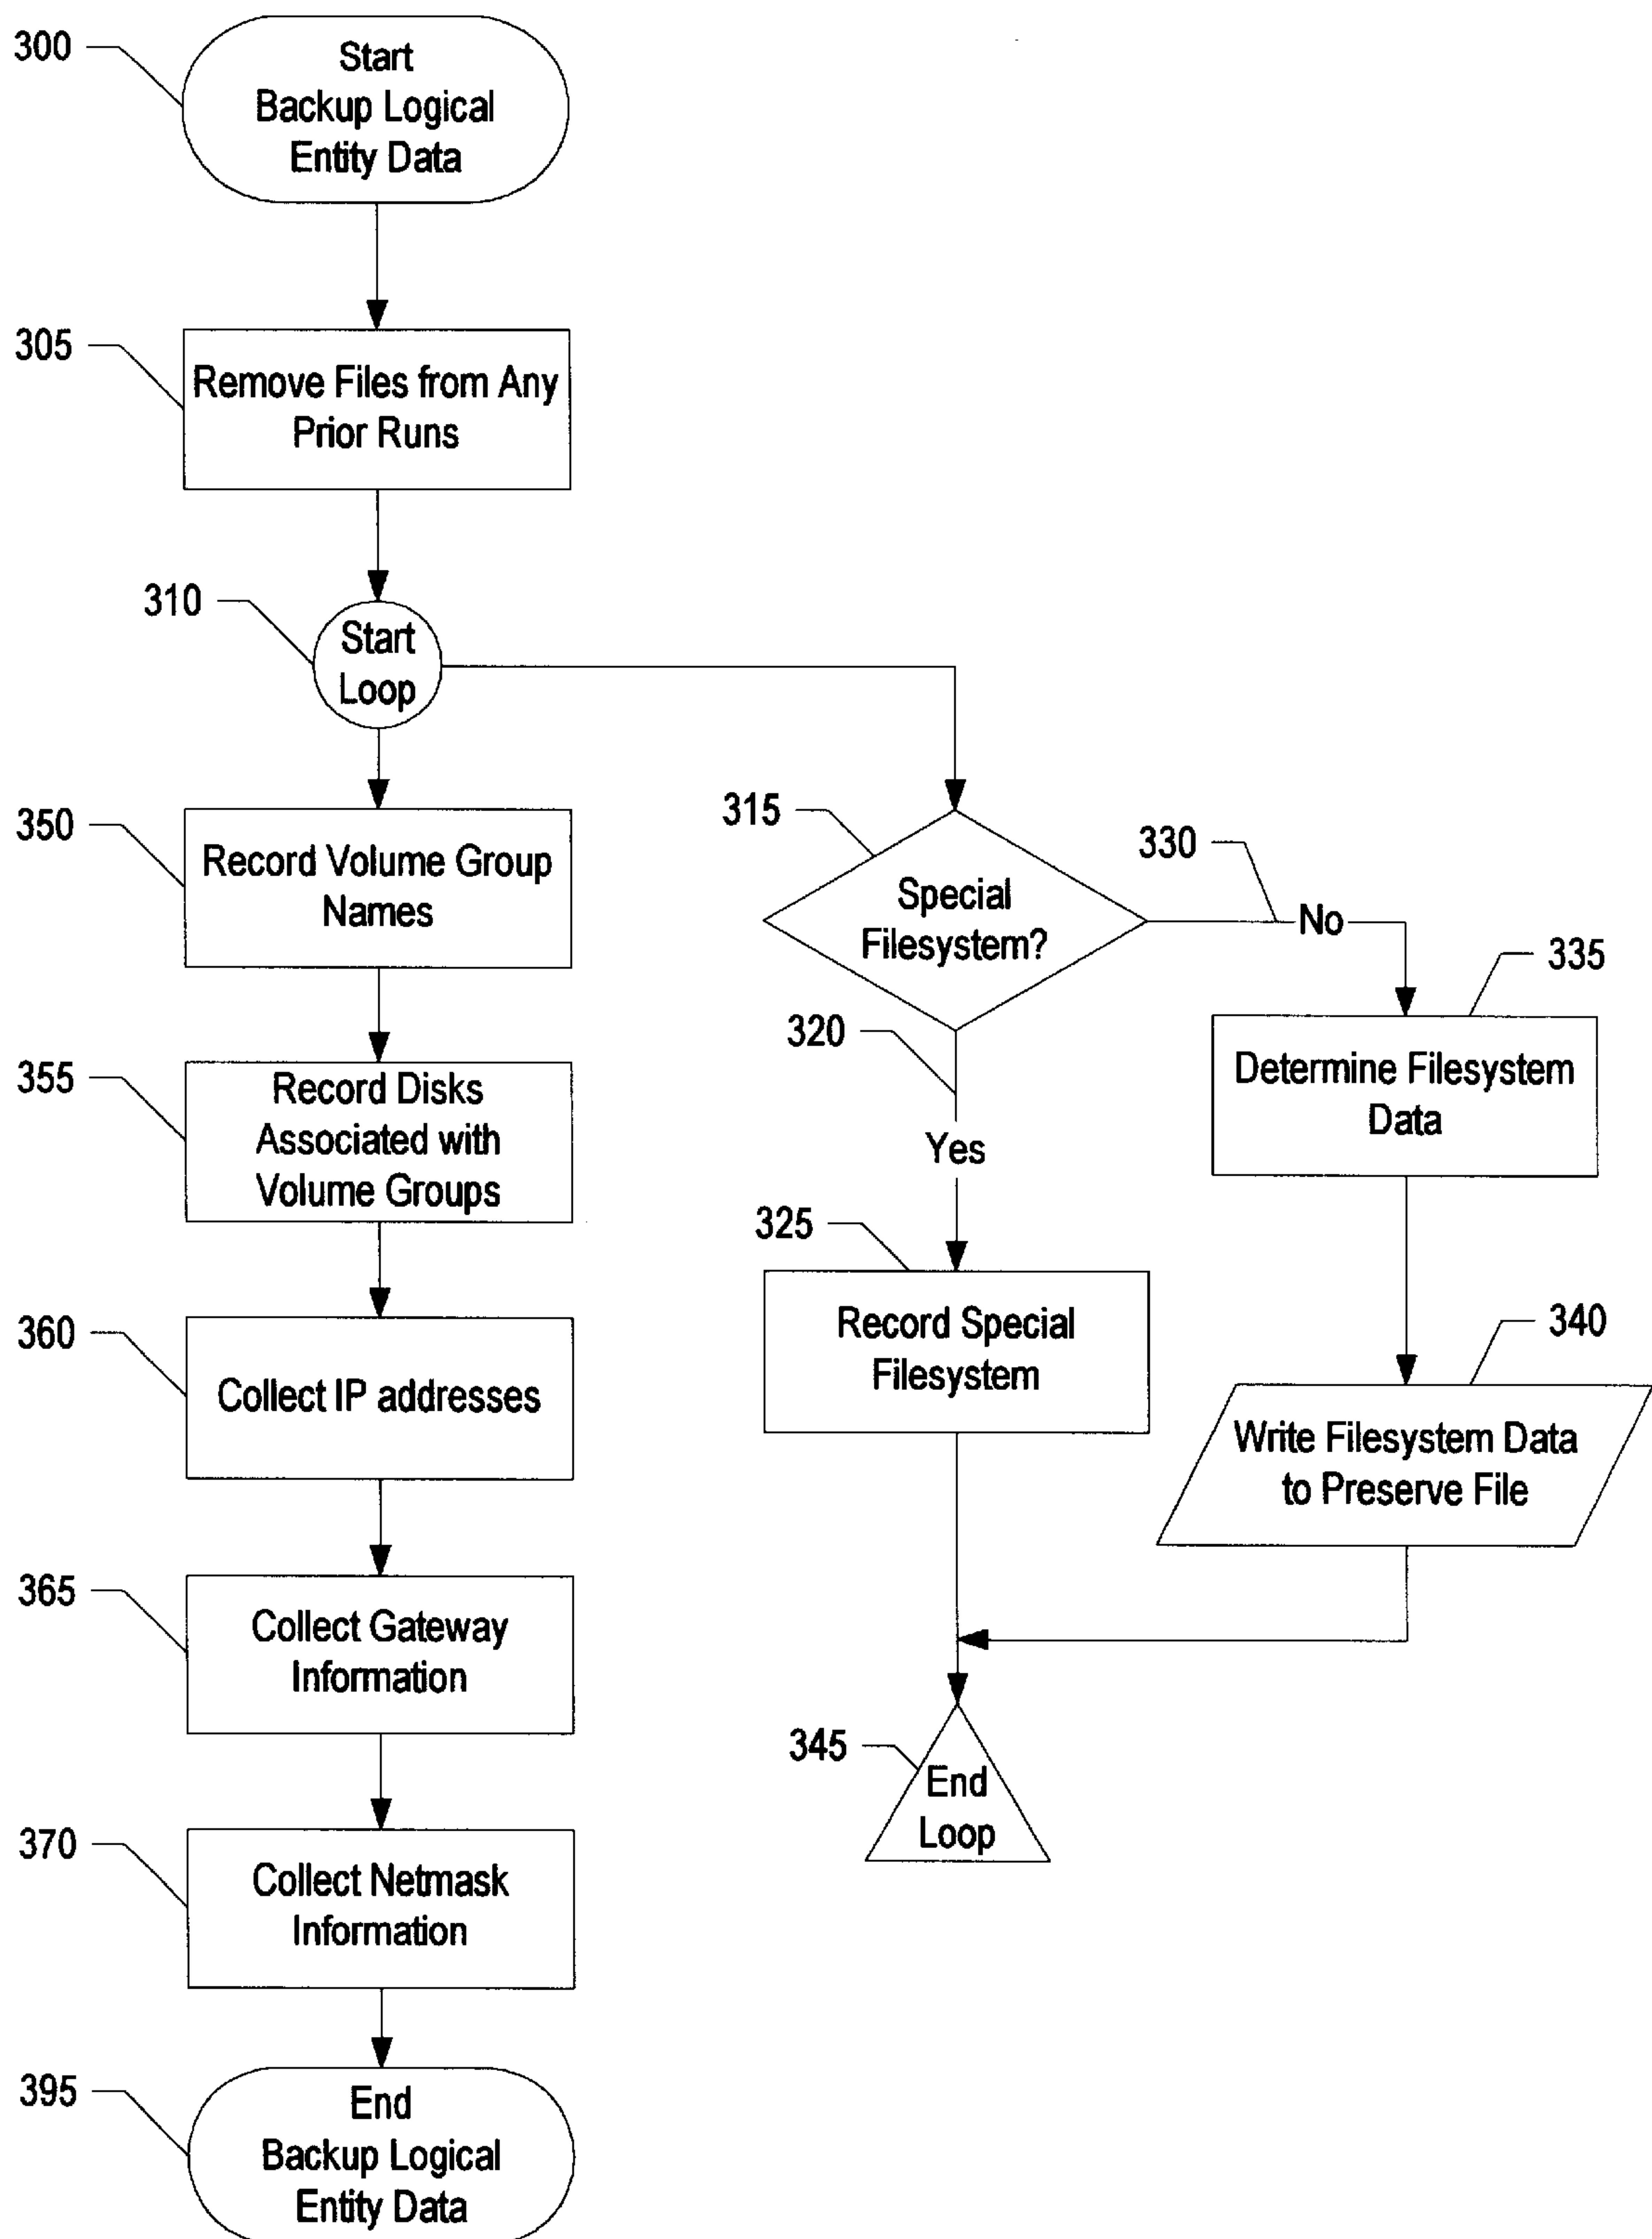 300
Start
Backup Logical
Entity Data
305
Remove Files from Any
Prior Runs
310
Start
Loop
350
Record Volume Group
Names
355
Record Disks
Associated with
Volume Groups
360
Collect IP addresses
365
Collect Gateway
Information
370
Collect Netmask
Information
395
End
Backup Logical
Entity Data
315
Special
Filesystem?
320
Yes
325
Record Special
Filesystem
330
No
335
Determine Filesystem
Data
340
Write Filesystem Data
to Preserve File
345
End
Loop